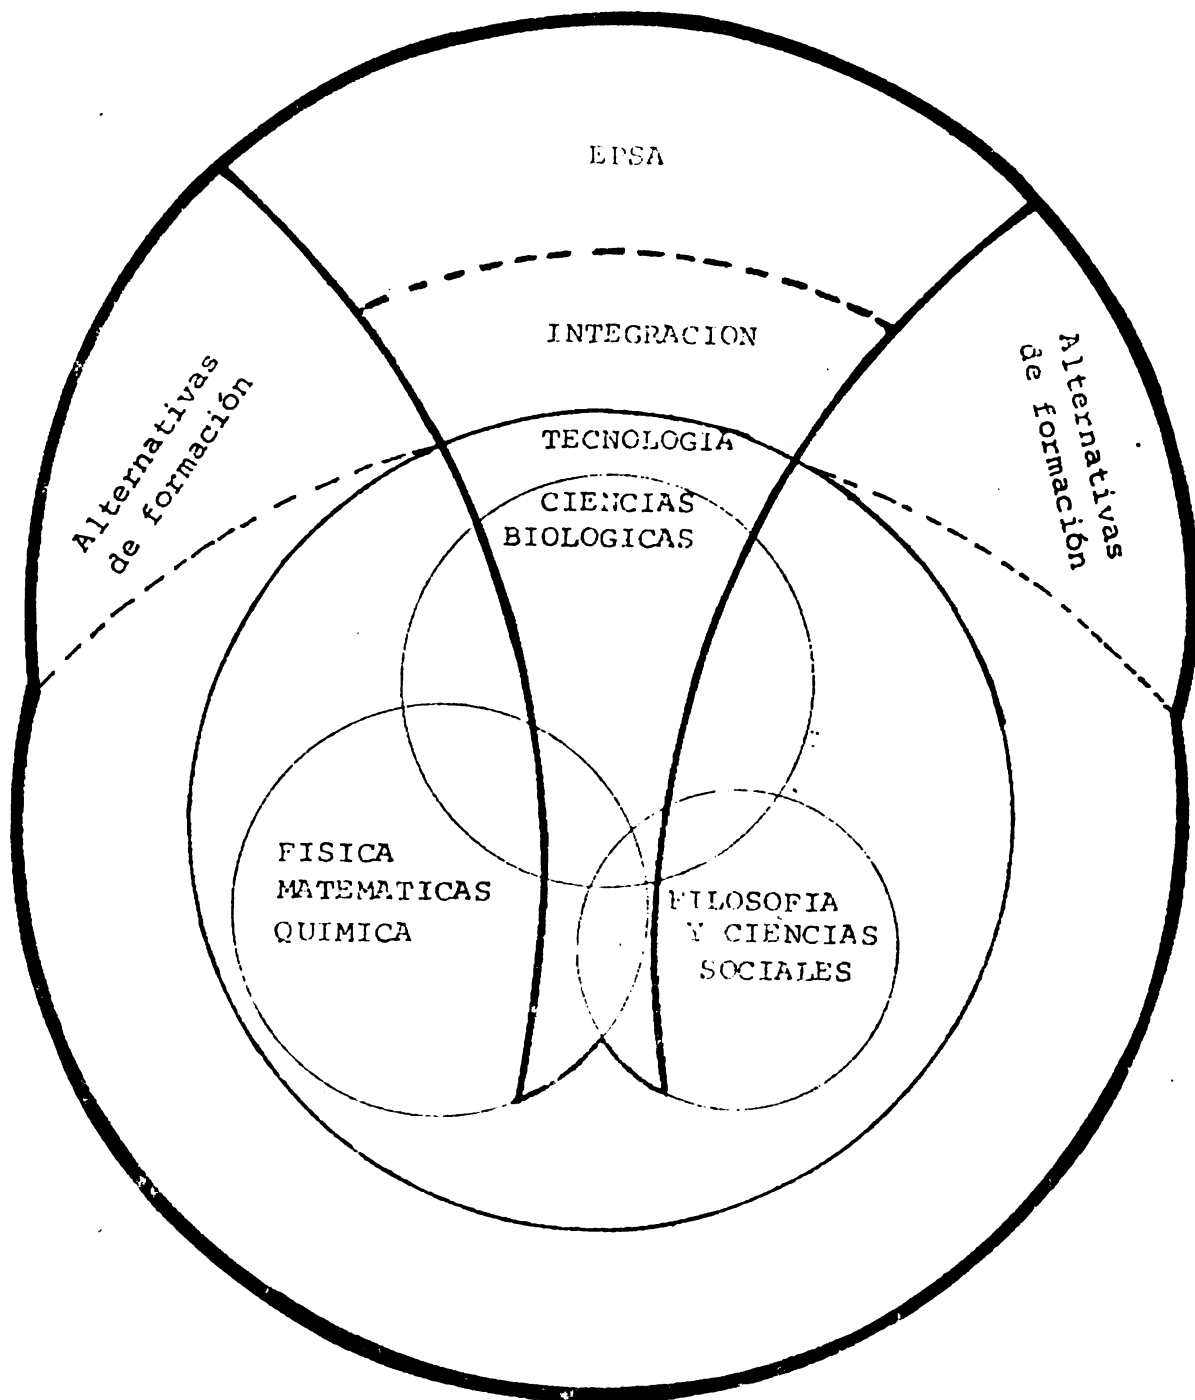 EPSA
INTEGRACION
Alternativas
de formación
Alternativas
de formación
TECNOLOGIA
CIENCIAS
BIOLOGICAS
FISICA
MATEMATICAS
QUIMICA
FILOSOFIA
Y CIENCIAS
SOCIALES